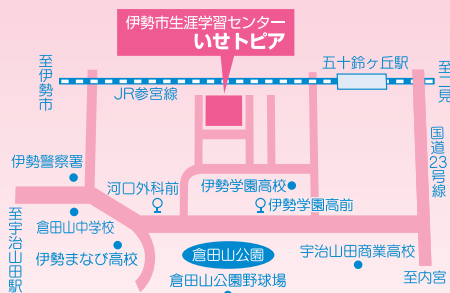 伊勢市生涯学習センター
いせトピア
至伊勢市
JR参宮線
五十鈴ヶ丘駅
至二見
国道23号線
伊勢警察署
河口外科前
伊勢学園高校
伊勢学園高前
倉田山中学校
伊勢まなび高校
至宇治山田駅
倉田山公園
倉田山公園野球場
宇治山田商業高校
至内宮